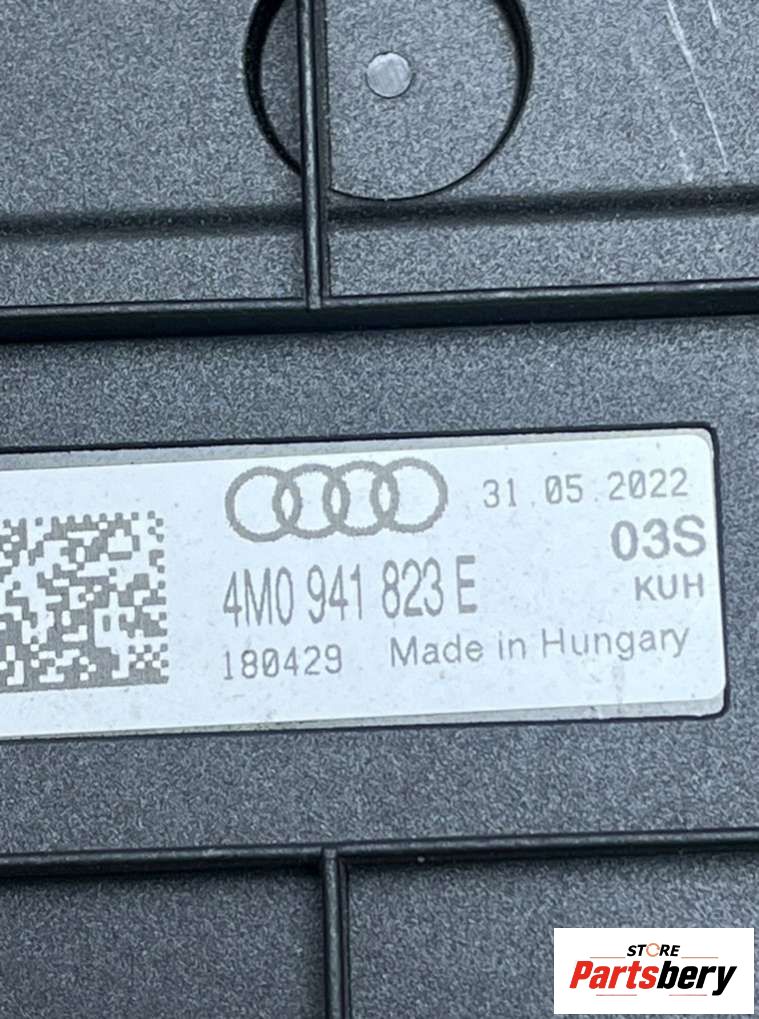 31.05.2022
03S
4M0 941 823 E
KUH
180429 Made in Hungary
STORE
Partsbery